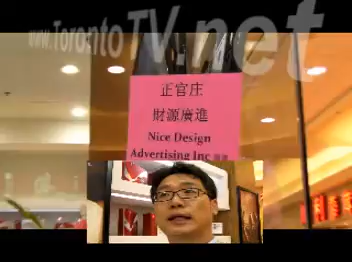 www.TorontoTV.net
正官庄
財源廣進
Nice Design
Advertising Inc